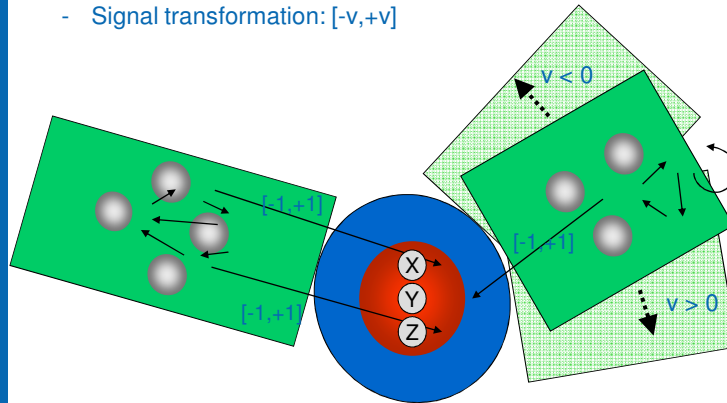 - Signal transformation: [-v,+v]
v < 0
[-1,+1]
[-1,+1]
X
Y
Z
[-1,+1]
v > 0